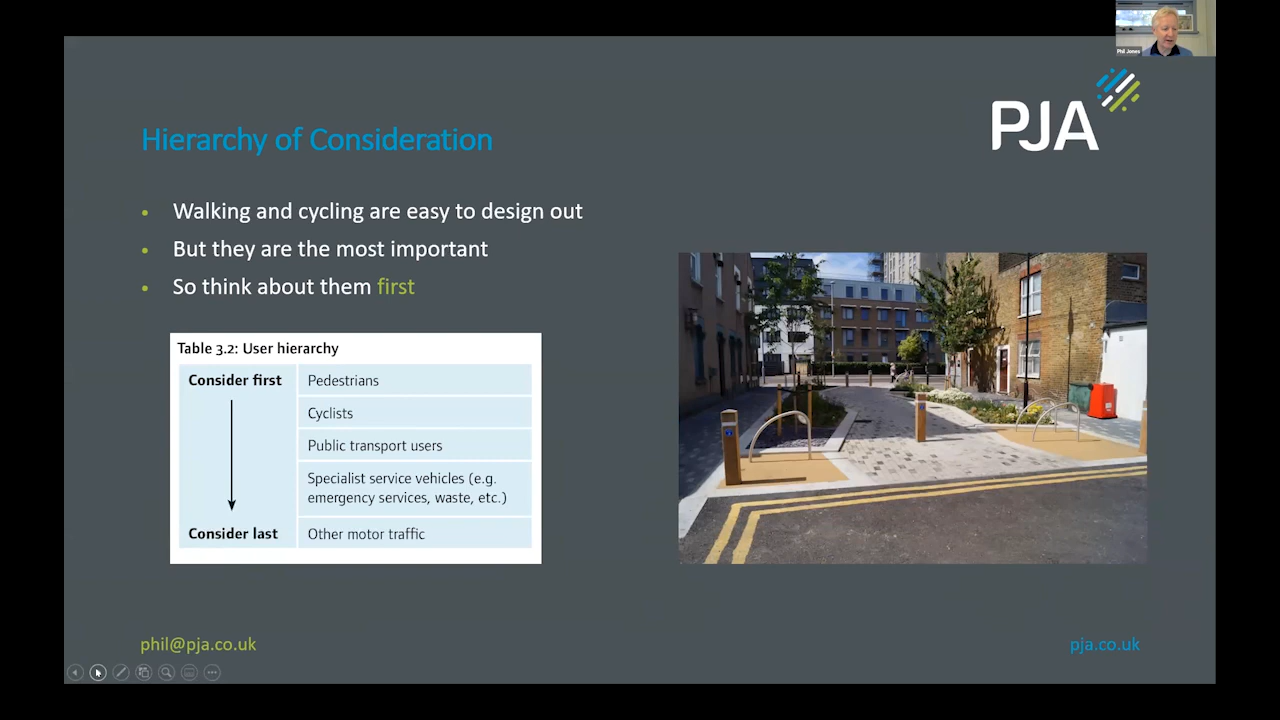 Phil Jones
PJA
Hierarchy of Consideration
• Walking and cycling are easy to design out
• But they are the most important
• So think about them first
Table 3.2: User hierarchy
Consider first
Pedestrians
Cyclists
Public transport users
Specialist service vehicles (e.g.
emergency services, waste, etc.)
Consider last
Other motor traffic
phil@pja.co.uk
pja.co.uk